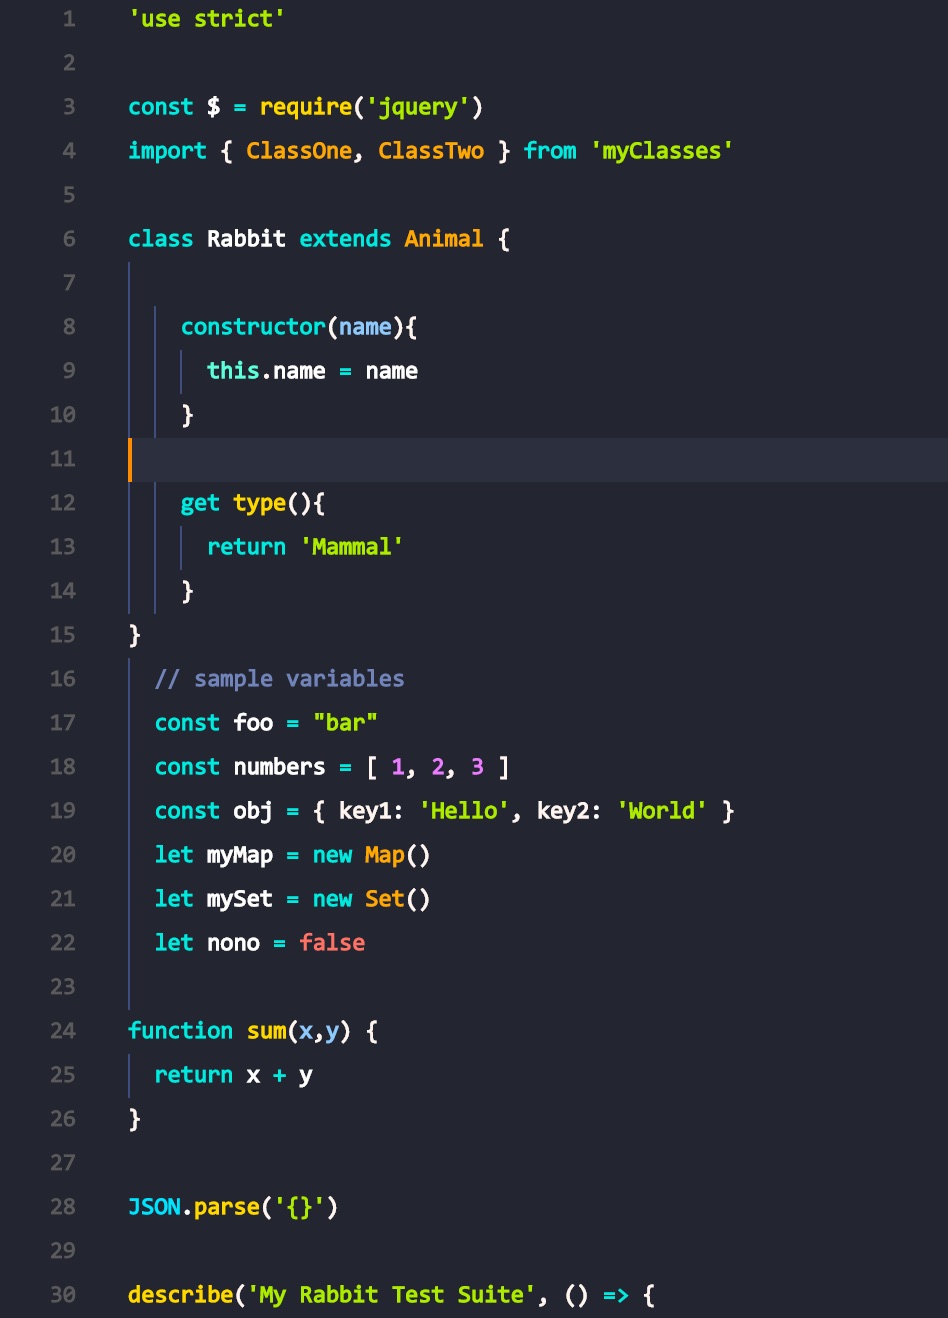 1 'use strict'
2
3 const $ = require('jquery')
4 import { ClassOne, ClassTwo } from 'myClasses'
5
6 class Rabbit extends Animal {
7
8 constructor(name){
9 this.name = name
10 }
11
12 get type(){
13 return 'Mammal'
14 }
15 }
16 // sample variables
17 const foo = "bar"
18 const numbers = [ 1, 2, 3 ]
19 const obj = { key1: 'Hello', key2: 'World' }
20 let myMap = new Map()
21 let mySet = new Set()
22 let nono = false
23
24 function sum(x,y) {
25 return x + y
26 }
27
28 JSON.parse('{}')
29
30 describe('My Rabbit Test Suite', () => {